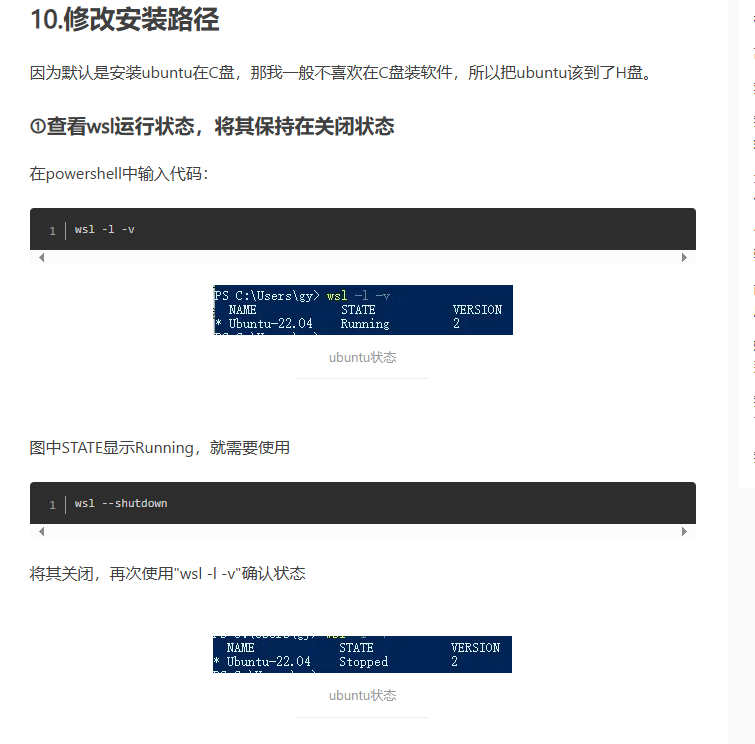 10.修改安装路径
因为默认是安装ubuntu在C盘，那我一般不喜欢在C盘装软件，所以把ubuntu该到了H盘。
①查看wsl运行状态，将其保持在关闭状态
在powershell中输入代码：
1 wsl -l -v
PS C:\Users\gy> wsl -l -v
NAME STATE VERSION
* Ubuntu-22.04 Running 2
ubuntu状态
图中STATE显示Running，就需要使用
1 wsl --shutdown
将其关闭，再次使用"wsl -l -v"确认状态
NAME STATE VERSION
* Ubuntu-22.04 Stopped 2
ubuntu状态